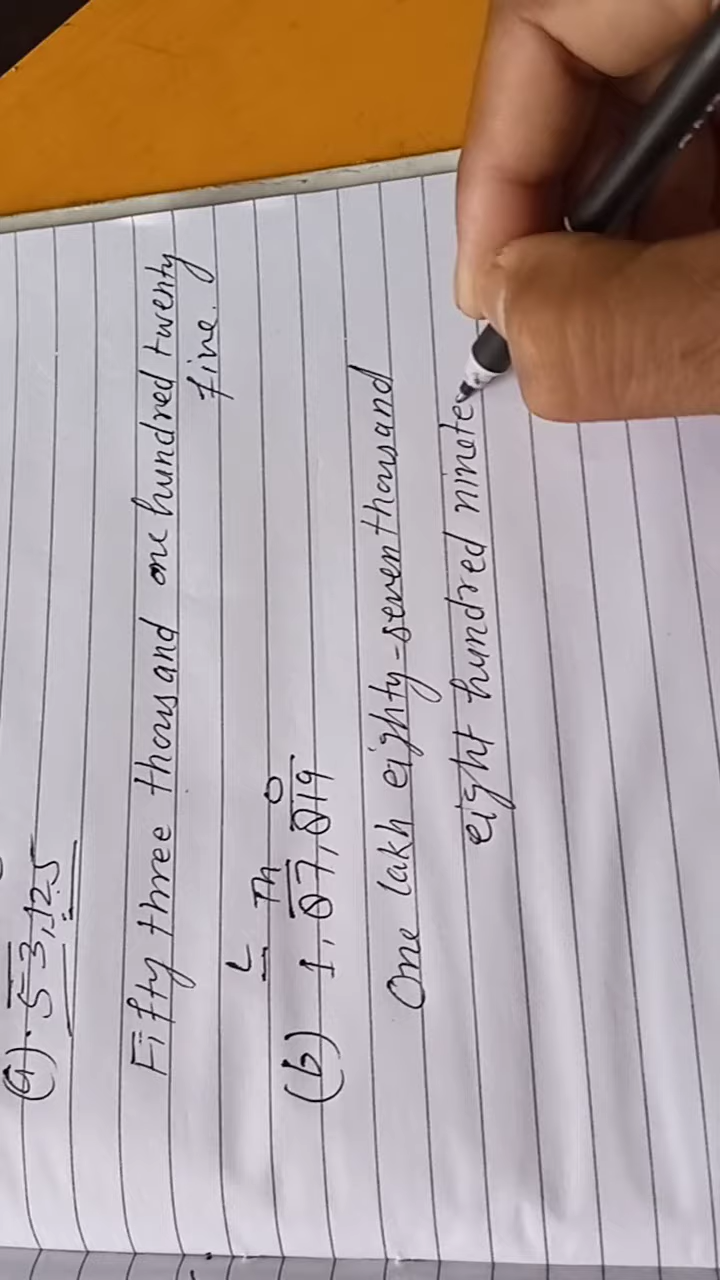 (a). 53,125
Fifty three thousand one hundred twenty
five.
L Th O
(b) 1,87,819
One lakh eighty-seven thousand
eight hundred ninete